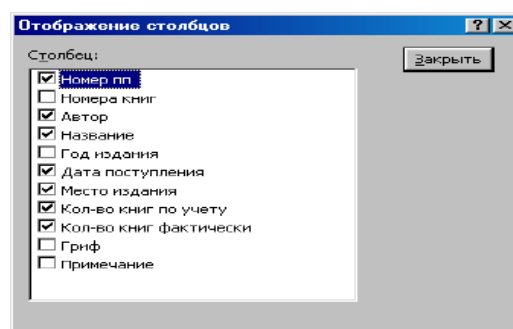 Отображение столбцов
Столбец:
Закрыть
Номер пп
Номера книг
Автор
Название
Год издания
Дата поступления
Место издания
Кол-во книг по учету
Кол-во книг фактически
Гриф
Примечание